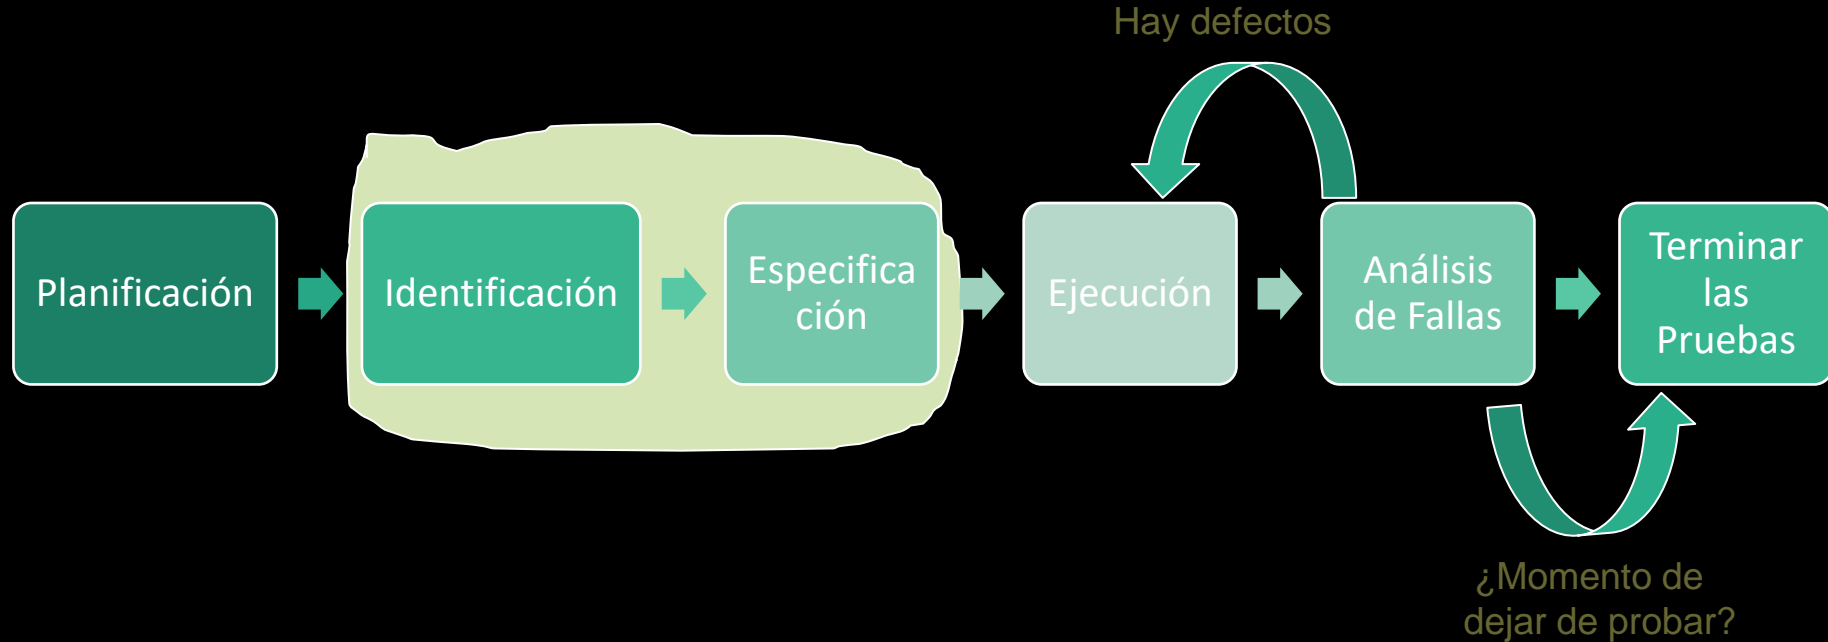 Hay defectos
Planificación
Identificación
Especifica
ción
Ejecución
Análisis
de Fallas
Terminar
las
Pruebas
¿Momento de
dejar de probar?